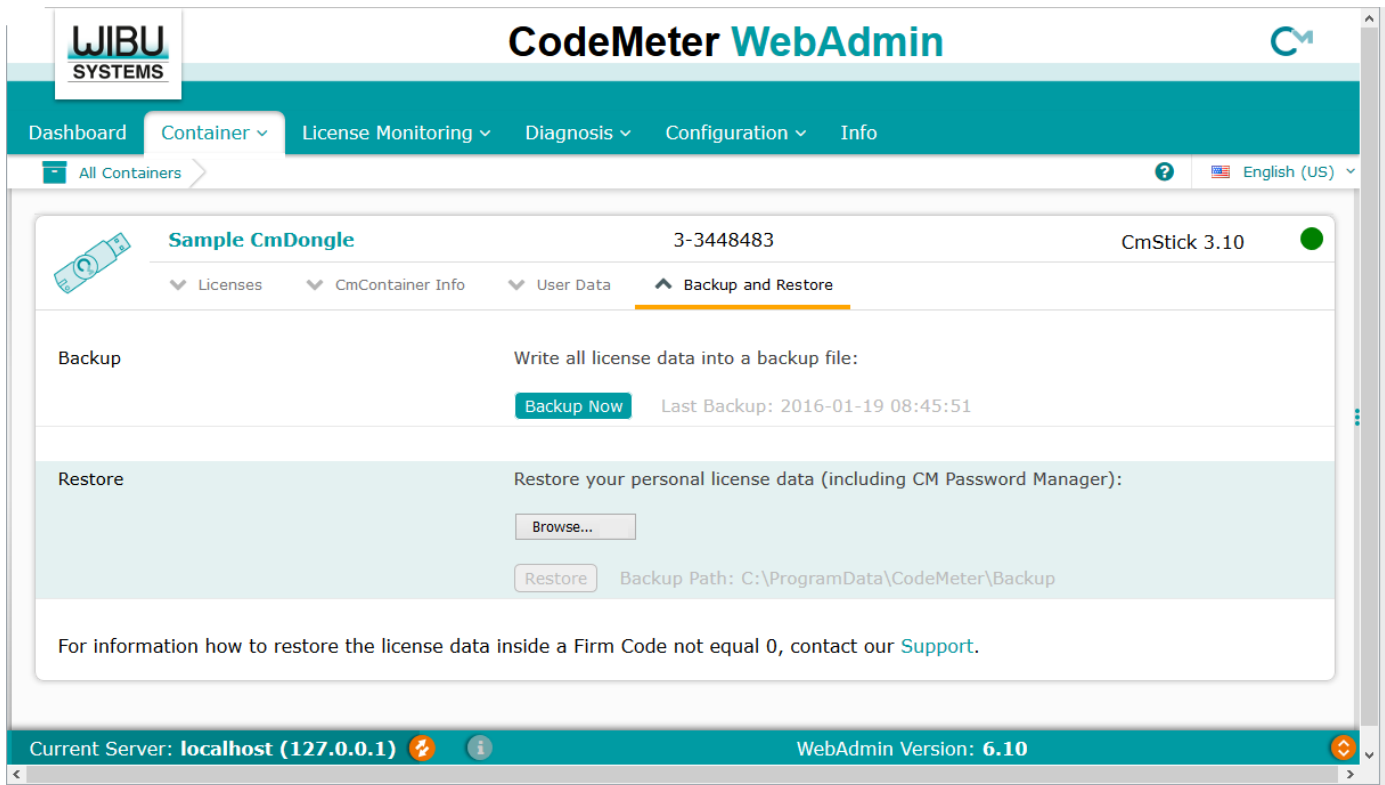 WIBU
SYSTEMS
CodeMeter WebAdmin
CM
Dashboard Container License Monitoring Diagnosis Configuration Info
All Containers ? English (US)
Sample CmDongle 3-3448483 CmStick 3.10
Licenses CmContainer Info User Data Backup and Restore
Backup Write all license data into a backup file:
Backup Now Last Backup: 2016-01-19 08:45:51
Restore Restore your personal license data (including CM Password Manager):
Browse...
Restore Backup Path: C:\ProgramData\CodeMeter\Backup
For information how to restore the license data inside a Firm Code not equal 0, contact our Support.
Current Server: localhost (127.0.0.1) i WebAdmin Version: 6.10